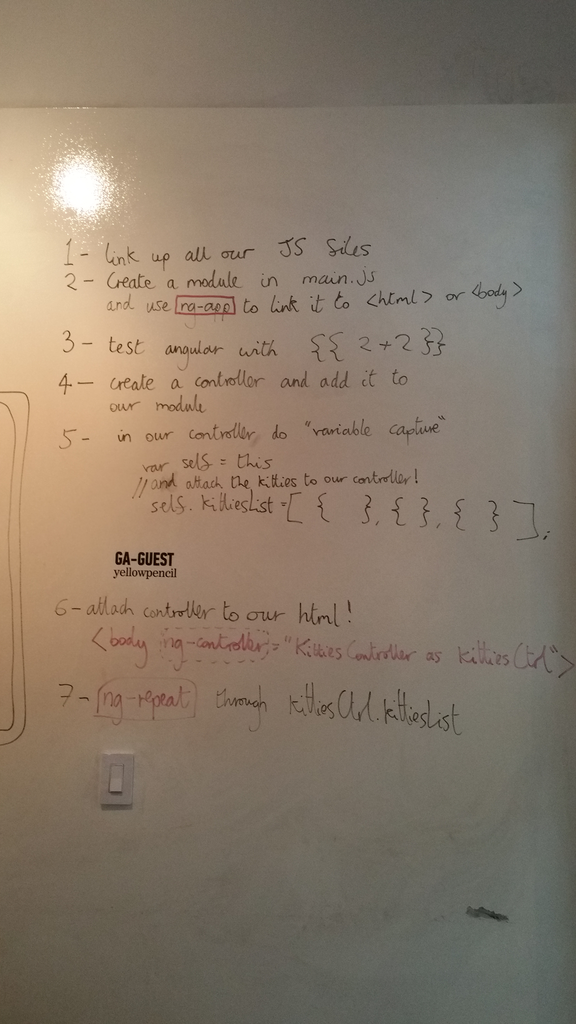 1 - link up all our JS files
2 - Create a module in main.js
and use ng-app to link it to <html> or <body>
3 - test angular with {{ 2 + 2 }}
4 - create a controller and add it to
our module
5 - in our controller do "variable capture"
var self = this
// and attach the kitties to our controller!
self.kittiesList = [ { }, { }, { } ];
GA-GUEST
yellowpencil
6 - attach controller to our html!
<body ng-controller="KittiesController as KittiesCtrl">
7 - ng-repeat through kittiesCtrl.kittiesList